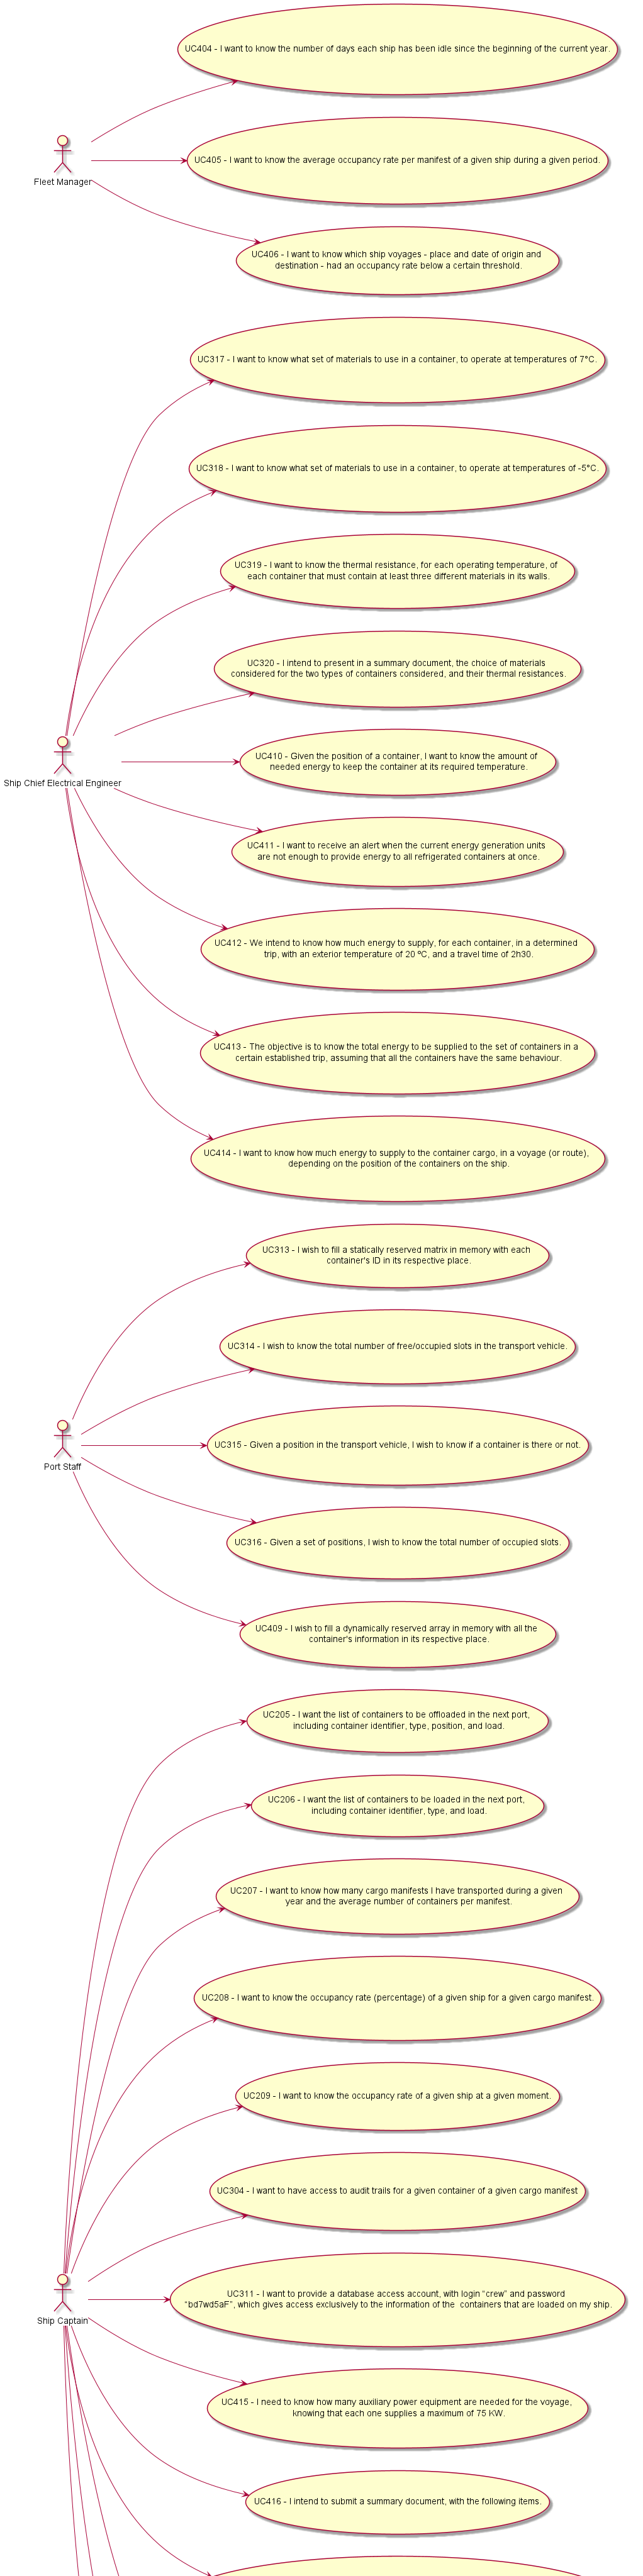 UC404 - I want to know the number of days each ship has been idle since the beginning of the current year.
UC405 - I want to know the average occupancy rate per manifest of a given ship during a given period.
Fleet Manager
UC406 - I want to know which ship voyages - place and date of origin and
destination - had an occupancy rate below a certain threshold.
UC317 - I want to know what set of materials to use in a container, to operate at temperatures of 7°C.
UC318 - I want to know what set of materials to use in a container, to operate at temperatures of -5°C.
UC319 - I want to know the thermal resistance, for each operating temperature, of
each container that must contain at least three different materials in its walls.
UC320 - I intend to present in a summary document, the choice of materials
considered for the two types of containers considered, and their thermal resistances.
UC410 - Given the position of a container, I want to know the amount of
needed energy to keep the container at its required temperature.
Ship Chief Electrical Engineer
UC411 - I want to receive an alert when the current energy generation units
are not enough to provide energy to all refrigerated containers at once.
UC412 - We intend to know how much energy to supply, for each container, in a determined
trip, with an exterior temperature of 20 ºC, and a travel time of 2h30.
UC413 - The objective is to know the total energy to be supplied to the set of containers in a
certain established trip, assuming that all the containers have the same behaviour.
UC414 - I want to know how much energy to supply to the container cargo, in a voyage (or route),
depending on the position of the containers on the ship.
UC313 - I wish to fill a statically reserved matrix in memory with each
container's ID in its respective place.
UC314 - I wish to know the total number of free/occupied slots in the transport vehicle.
UC315 - Given a position in the transport vehicle, I wish to know if a container is there or not.
Port Staff
UC316 - Given a set of positions, I wish to know the total number of occupied slots.
UC409 - I wish to fill a dynamically reserved array in memory with all the
container's information in its respective place.
UC205 - I want the list of containers to be offloaded in the next port,
including container identifier, type, position, and load.
UC206 - I want the list of containers to be loaded in the next port,
including container identifier, type, and load.
UC207 - I want to know how many cargo manifests I have transported during a given
year and the average number of containers per manifest.
UC208 - I want to know the occupancy rate (percentage) of a given ship for a given cargo manifest.
UC209 - I want to know the occupancy rate of a given ship at a given moment.
UC304 - I want to have access to audit trails for a given container of a given cargo manifest
UC311 - I want to provide a database access account, with login “crew” and password
“bd7wd5aF”, which gives access exclusively to the information of the  containers that are loaded on my ship.
Ship Captain
UC415 - I need to know how many auxiliary power equipment are needed for the voyage,
knowing that each one supplies a maximum of 75 KW.
UC416 - I intend to submit a summary document, with the following items.